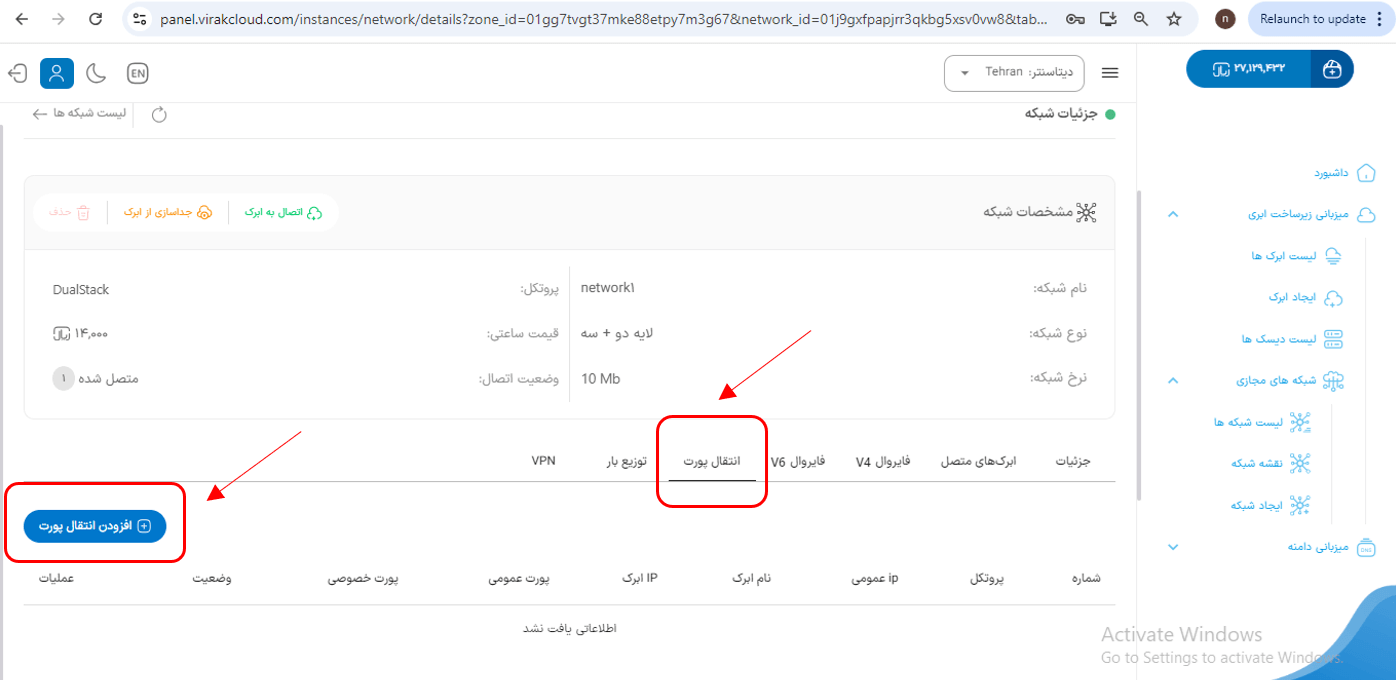 panel.virakcloud.com/instances/network/details?zone_id=01gg7tvgt37mke88etpy7m3g67&network_id=01j9gxfpapjrr3qkbg5xsv0vw8&tab...
n
Relaunch to update
۲۷,۱۲۹,۴۳۲ ریال
دیتاسنتر: Tehran
EN
جزئیات شبکه
لیست شبکه ها
داشبورد
میزبانی زیرساخت ابری
لیست ابرک ها
ایجاد ابرک
لیست دیسک ها
شبکه های مجازی
لیست شبکه ها
نقشه شبکه
ایجاد شبکه
میزبانی دامنه
DNS
مشخصات شبکه
اتصال به ابرک
جداسازی از ابرک
حذف
نام شبکه: network۱
پروتکل: DualStack
نوع شبکه: لایه دو + سه
قیمت ساعتی: ۱۴,۰۰۰ ریال
نرخ شبکه: 10 Mb
وضعیت اتصال: متصل شده ۱
جزئیات ابرک‌های متصل فایروال V4 فایروال V6 انتقال پورت توزیع بار VPN
افزودن انتقال پورت
شماره پروتکل ip عمومی نام ابرک IP ابرک پورت عمومی پورت خصوصی وضعیت عملیات
اطلاعاتی یافت نشد
Activate Windows
Go to Settings to activate Windows.